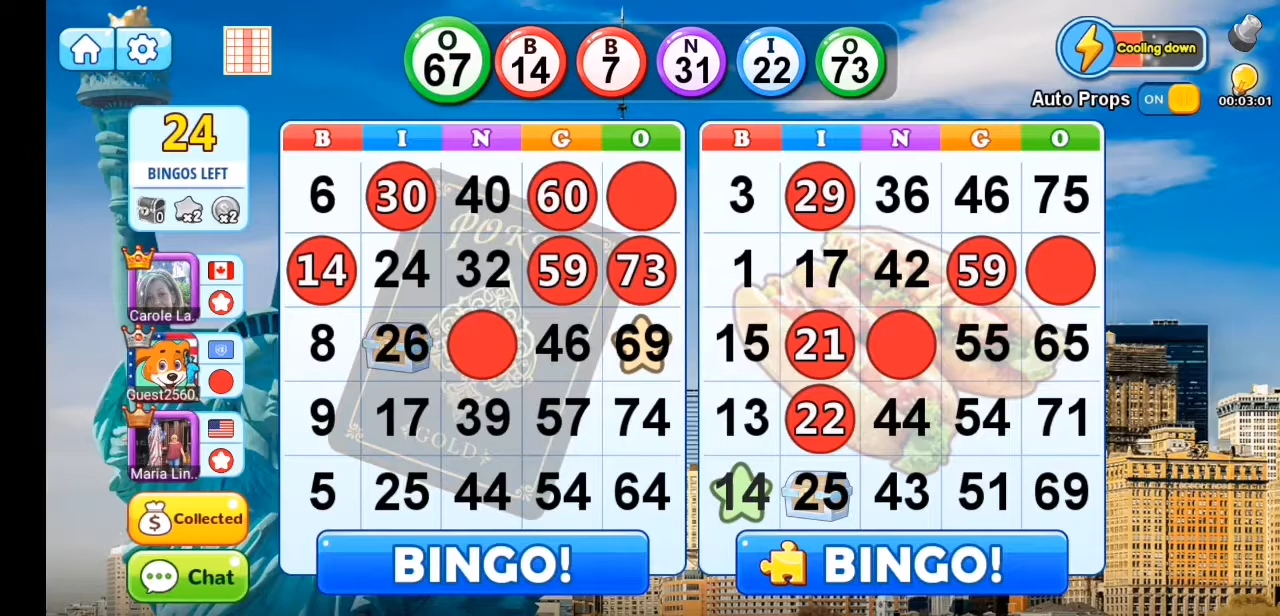 O B B N I O
67 14 7 31 22 73
Cooling down
Auto Props ON
00:03:01
24
BINGOS LEFT
0 x2 x2
Carole La..
Guest2560..
Maria Lin..
$ Collected
Chat
B I N G O
6 30 40 60
14 24 32 59 73
8 26 46 69
9 17 39 57 74
5 25 44 54 64
POKE
GOLD
BINGO!
B I N G O
3 29 36 46 75
1 17 42 59
15 21 55 65
13 22 44 54 71
14 25 43 51 69
BINGO!